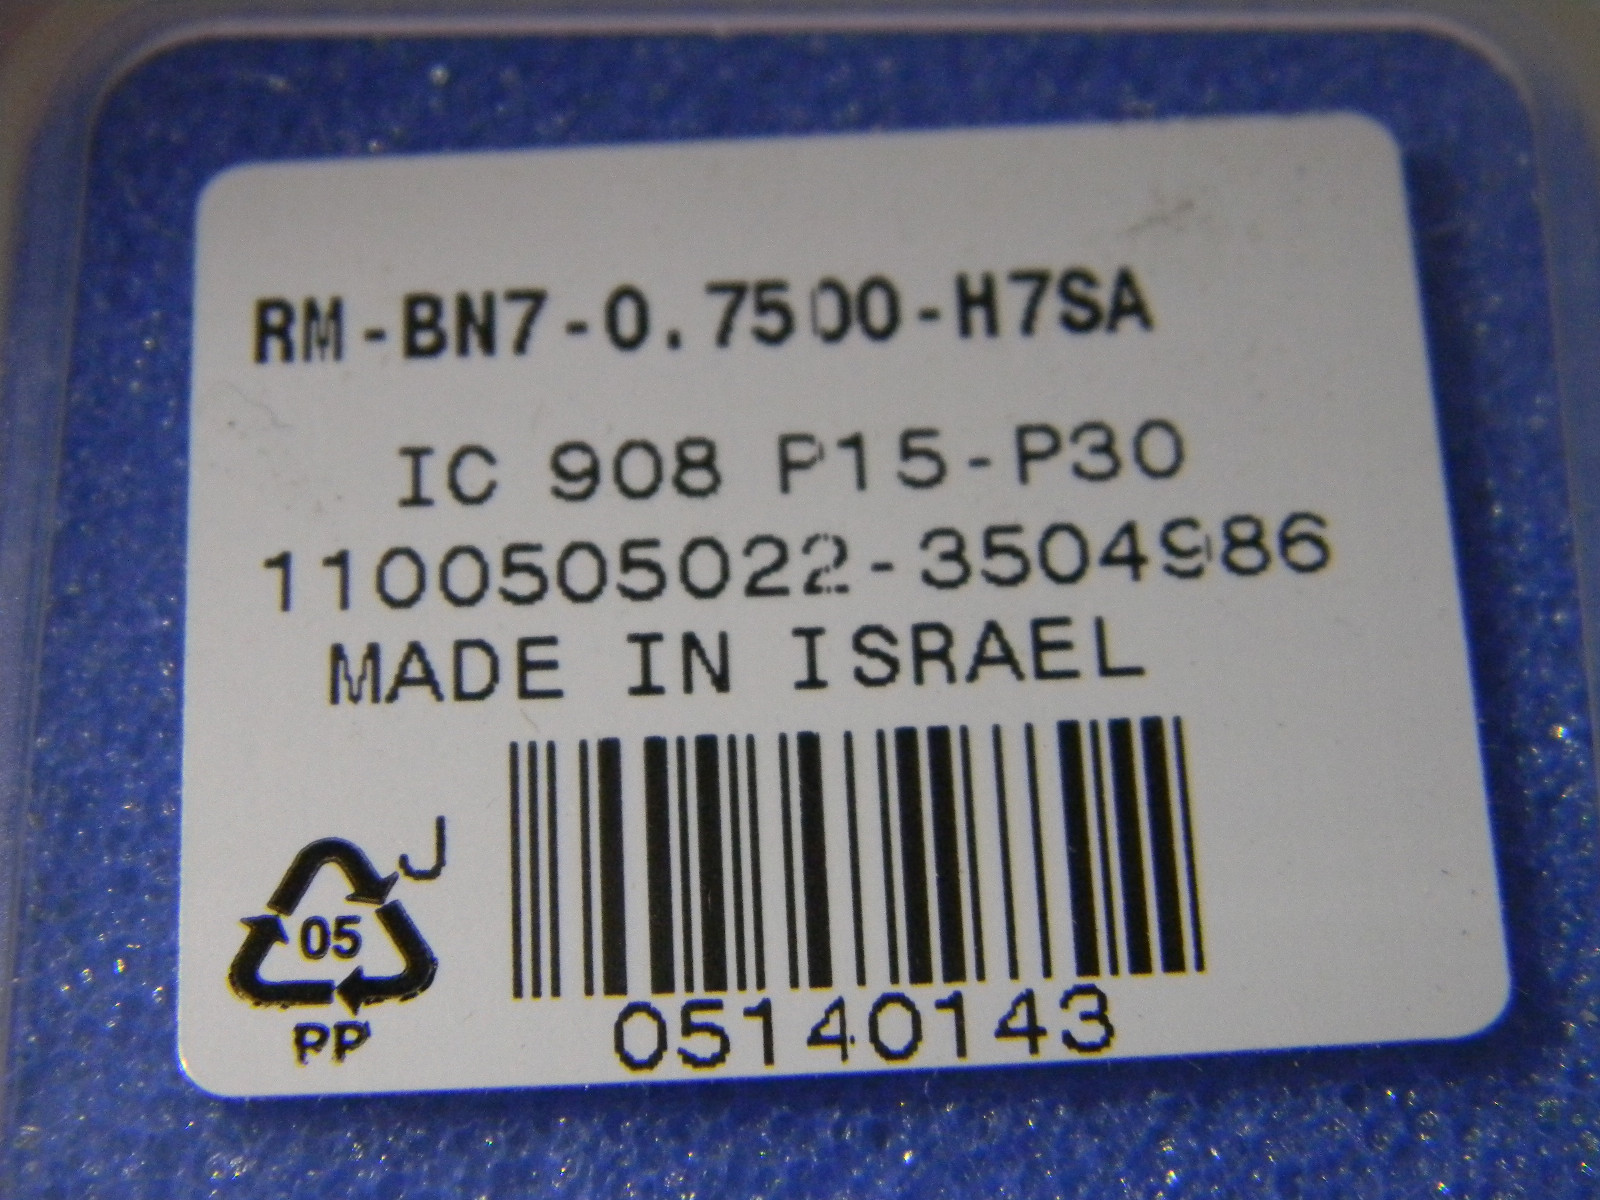 RM-BN7-0.7500-H7SA
IC 908 P15-P30
1100505022-3504986
MADE IN ISRAEL
J
05
PP
05140143